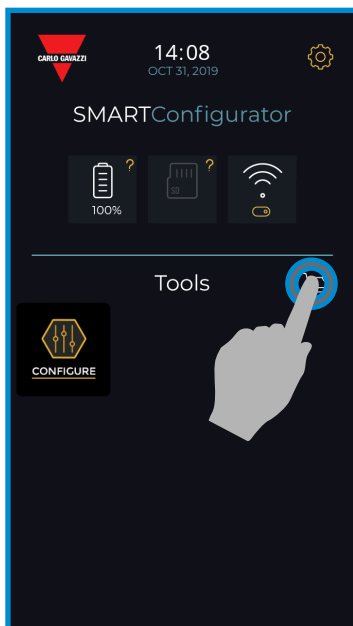 CARLO GAVAZZI
14:08
OCT 31, 2019
SMARTConfigurator
?
?
100%
SD
Tools
CONFIGURE